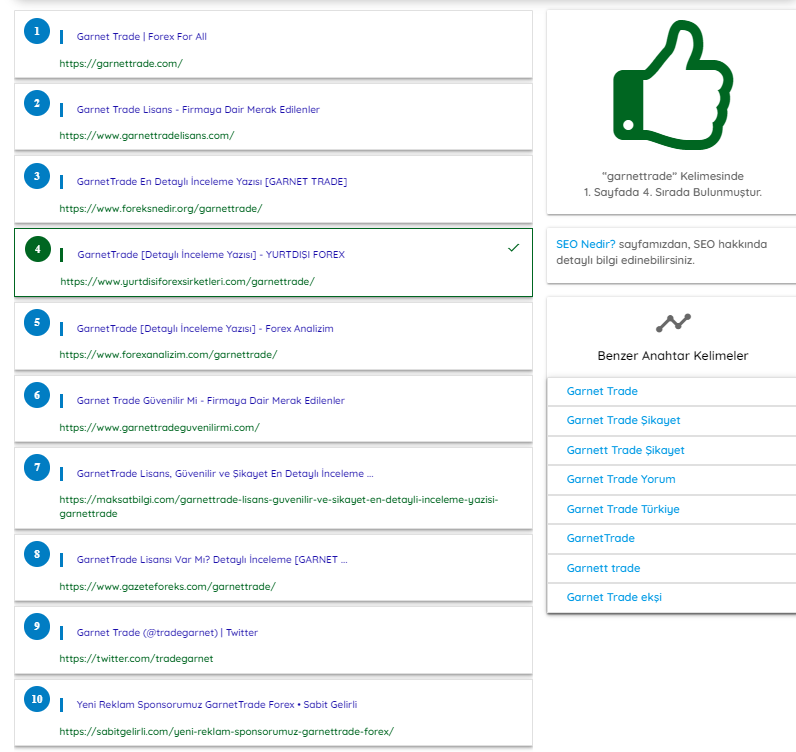 1
Garnet Trade | Forex For All
https://garnettrade.com/
2
Garnet Trade Lisans - Firmaya Dair Merak Edilenler
https://www.garnettradelisans.com/
3
GarnetTrade En Detaylı İnceleme Yazısı [GARNET TRADE]
https://www.foreksnedir.org/garnettrade/
4
GarnetTrade [Detaylı İnceleme Yazısı] - YURTDIŞI FOREX
https://www.yurtdisiforexsirketleri.com/garnettrade/
5
GarnetTrade [Detaylı İnceleme Yazısı] - Forex Analizim
https://www.forexanalizim.com/garnettrade/
6
Garnet Trade Güvenilir Mi - Firmaya Dair Merak Edilenler
https://www.garnettradeguvenilirmi.com/
7
GarnetTrade Lisans, Güvenilir ve Şikayet En Detaylı İnceleme ...
https://maksatbilgi.com/garnettrade-lisans-guvenilir-ve-sikayet-en-detayli-inceleme-yazisi-
garnettrade
8
GarnetTrade Lisansı Var Mı? Detaylı İnceleme [GARNET ...
https://www.gazeteforeks.com/garnettrade/
9
Garnet Trade (@tradegarnet) | Twitter
https://twitter.com/tradegarnet
10
Yeni Reklam Sponsorumuz GarnetTrade Forex • Sabit Gelirli
https://sabitgelirli.com/yeni-reklam-sponsorumuz-garnettrade-forex/
"garnettrade" Kelimesinde
1. Sayfada 4. Sırada Bulunmuştur.
SEO Nedir? sayfamızdan, SEO hakkında
detaylı bilgi edinebilirsiniz.
Benzer Anahtar Kelimeler
Garnet Trade
Garnet Trade Şikayet
Garnett Trade Şikayet
Garnet Trade Yorum
Garnet Trade Türkiye
GarnetTrade
Garnett trade
Garnet Trade ekşi